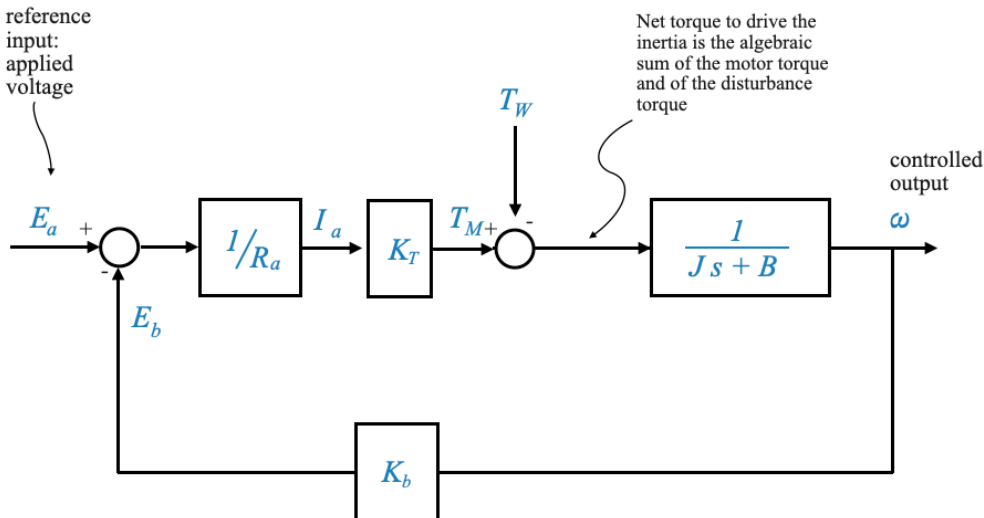 reference
input:
applied
voltage
Net torque to drive the
inertia is the algebraic
sum of the motor torque
and of the disturbance
torque
T_W
controlled
output
ω
E_a
+
-
1/R_a
I_a
K_T
T_M
+
-
1
J s + B
E_b
K_b